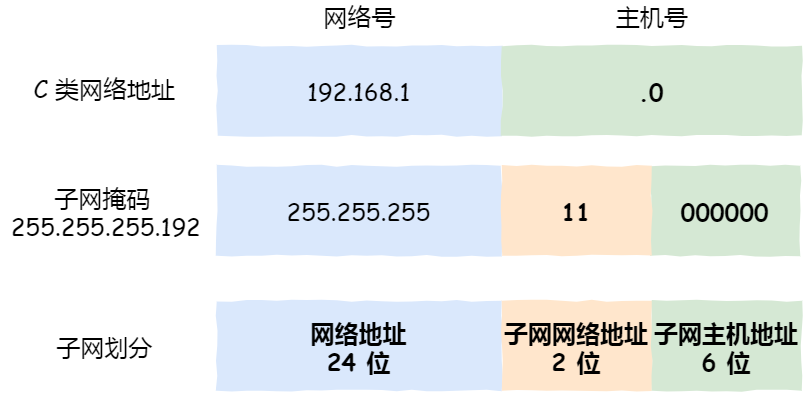 网络号 主机号
C 类网络地址 192.168.1 .0
子网掩码
255.255.255.192 255.255.255 11 000000
子网划分 网络地址 子网网络地址 子网主机地址
24 位 2 位 6 位